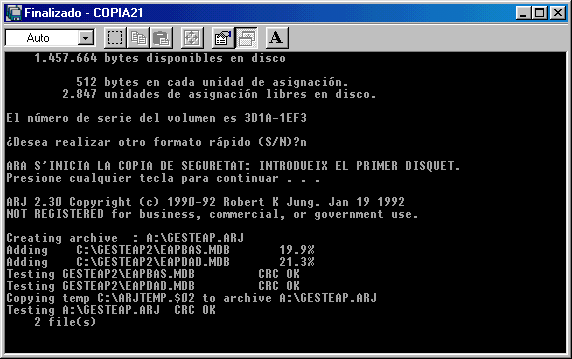 Finalizado - COPIA21
Auto
A
1.457.664 bytes disponibles en disco
512 bytes en cada unidad de asignación.
2.847 unidades de asignación libres en disco.
El número de serie del volumen es 3D1A-1EF3
¿Desea realizar otro formato rápido (S/N)?n
ARA S'INICIA LA COPIA DE SEGURETAT: INTRODUEIX EL PRIMER DISQUET.
Presione cualquier tecla para continuar . . .
ARJ 2.30 Copyright (c) 1990-92 Robert K Jung. Jan 19 1992
NOT REGISTERED for business, commercial, or government use.
Creating archive  : A:\GESTEAP.ARJ
Adding    C:\GESTEAP2\EAPBAS.MDB        19.9%
Adding    C:\GESTEAP2\EAPDAD.MDB        21.3%
Testing GESTEAP2\EAPBAS.MDB          CRC OK
Testing GESTEAP2\EAPDAD.MDB          CRC OK
Copying temp C:\ARJTEMP.$02 to archive A:\GESTEAP.ARJ
Testing A:\GESTEAP.ARJ  CRC OK
2 file(s)